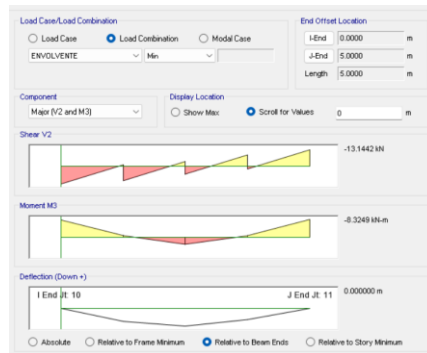 Load Case/Load Combination
Load Case
Load Combination
Modal Case
ENVOLVENTE
Min
End Offset Location
I-End
0.0000
m
J-End
5.0000
m
Length
5.0000
m
Component
Major (V2 and M3)
Display Location
Show Max
Scroll for Values
0
m
Shear V2
-13.1442 kN
Moment M3
-8.3249 kN-m
Deflection (Down +)
I End Jt: 10
J End Jt: 11
0.000000 m
Absolute
Relative to Frame Minimum
Relative to Beam Ends
Relative to Story Minimum